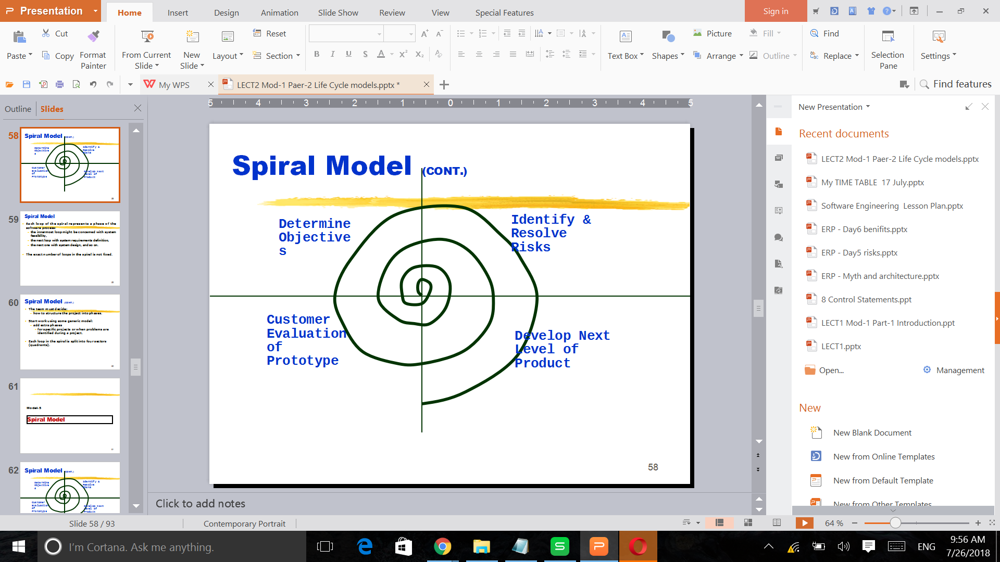 Presentation
Home
Insert
Design
Animation
Slide Show
Review
View
Special Features
Sign in
Cut
Reset
Picture
Fill
Find
Paste
Copy
Format
Painter
From Current
Slide
New
Slide
Layout
Section
B I U S A X² X₂
Text Box
Shapes
Arrange
Outline
Replace
Selection
Pane
Settings
My WPS
LECT2 Mod-1 Paer-2 Life Cycle models.pptx *
Find features
Outline
Slides
5 4 3 2 1 0 1 2 3 4 5
58
Spiral Model (CONT.)
Determine
Objective
s
Identify &
Resolve
Risks
Customer
Evaluation
of
Prototype
Develop Next
Level of
Product
59
Spiral Model
Each loop of the spiral represents a phase of the
software process:
the innermost loop might be concerned with system
feasibility,
the next loop with system requirements definition,
the next one with system design, and so on.
The exact number of loops in the spiral is not fixed.
60
Spiral Model (CONT.)
The team must decide:
how to structure the project into phases.
Start work using some generic model:
add extra phases
for specific projects or when problems are
identified during a project.
Each loop in the spiral is split into four sectors
(quadrants).
61
Model-5
Spiral Model
62
Spiral Model (CONT.)
Determine
Objective
s
Identify &
Resolve
Risks
Customer
Evaluation
of
Prototype
Develop Next
Level of
Product
Spiral Model (CONT.)
Determine
Objective
s
Identify &
Resolve
Risks
Customer
Evaluation
of
Prototype
Develop Next
Level of
Product
58
Click to add notes
New Presentation
Recent documents
LECT2 Mod-1 Paer-2 Life Cycle models.pptx
My TIME TABLE 17 July.pptx
Software Engineering Lesson Plan.pptx
ERP - Day6 benifits.pptx
ERP - Day5 risks.pptx
ERP - Myth and architecture.pptx
8 Control Statements.ppt
LECT1 Mod-1 Part-1 Introduction.ppt
LECT1.pptx
Open...
Management
New
New Blank Document
New from Online Templates
New from Default Template
New from Other Templates
Slide 58 / 93
Contemporary Portrait
64 %
I'm Cortana. Ask me anything.
ENG
9:56 AM
7/26/2018